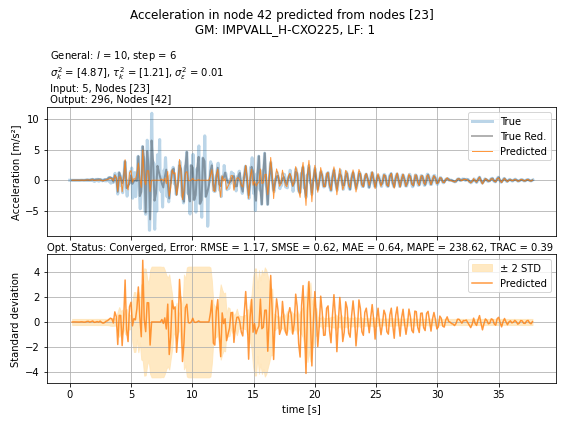 Acceleration in node 42 predicted from nodes [23]
GM: IMPVALL_H-CXO225, LF: 1
General: l = 10, step = 6
σ²ₖ = [4.87], τ²ₖ = [1.21], σ²ε = 0.01
Input: 5, Nodes [23]
Output: 296, Nodes [42]
Acceleration [m/s²]
10
5
0
−5
True
True Red.
Predicted
Opt. Status: Converged, Error: RMSE = 1.17, SMSE = 0.62, MAE = 0.64, MAPE = 238.62, TRAC = 0.39
Standard deviation
4
2
0
−2
−4
± 2 STD
Predicted
0 5 10 15 20 25 30 35
time [s]